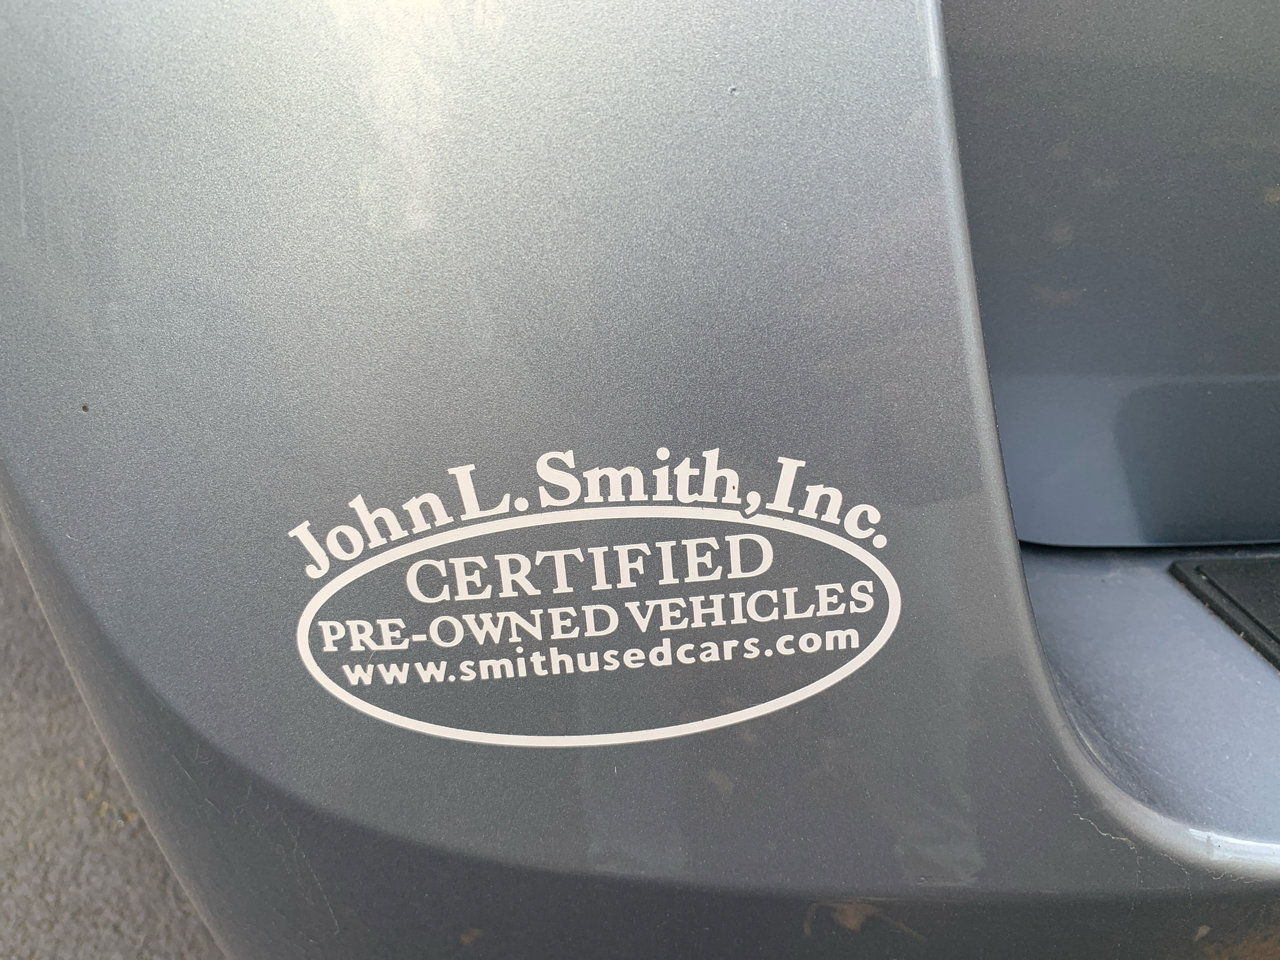 John L. Smith, Inc.
CERTIFIED
PRE-OWNED VEHICLES
www.smithusedcars.com